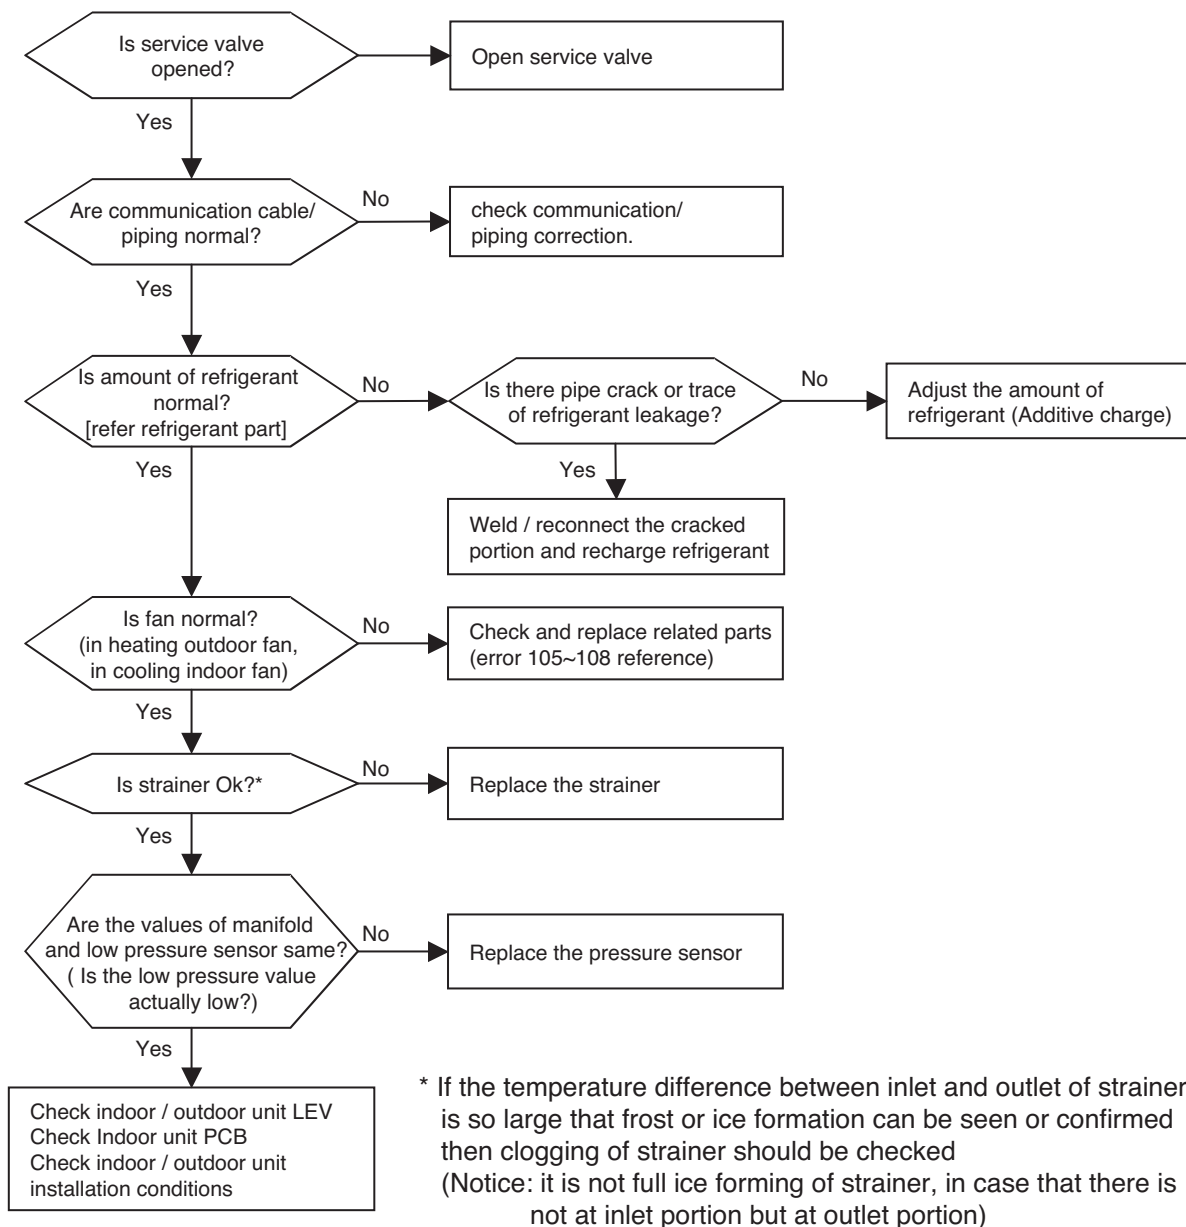 Is service valve
opened?
Open service valve
Yes
Are communication cable/
piping normal?
No
check communication/
piping correction.
Yes
Is amount of refrigerant
normal?
[refer refrigerant part]
No
Is there pipe crack or trace
of refrigerant leakage?
No
Adjust the amount of
refrigerant (Additive charge)
Yes
Yes
Weld / reconnect the cracked
portion and recharge refrigerant
Is fan normal?
(in heating outdoor fan,
in cooling indoor fan)
No
Check and replace related parts
(error 105~108 reference)
Yes
Is strainer Ok?*
No
Replace the strainer
Yes
Are the values of manifold
and low pressure sensor same?
( Is the low pressure value
actually low?)
No
Replace the pressure sensor
Yes
Check indoor / outdoor unit LEV
Check Indoor unit PCB
Check indoor / outdoor unit
installation conditions
* If the temperature difference between inlet and outlet of strainer
is so large that frost or ice formation can be seen or confirmed
then clogging of strainer should be checked
(Notice: it is not full ice forming of strainer, in case that there is
not at inlet portion but at outlet portion)